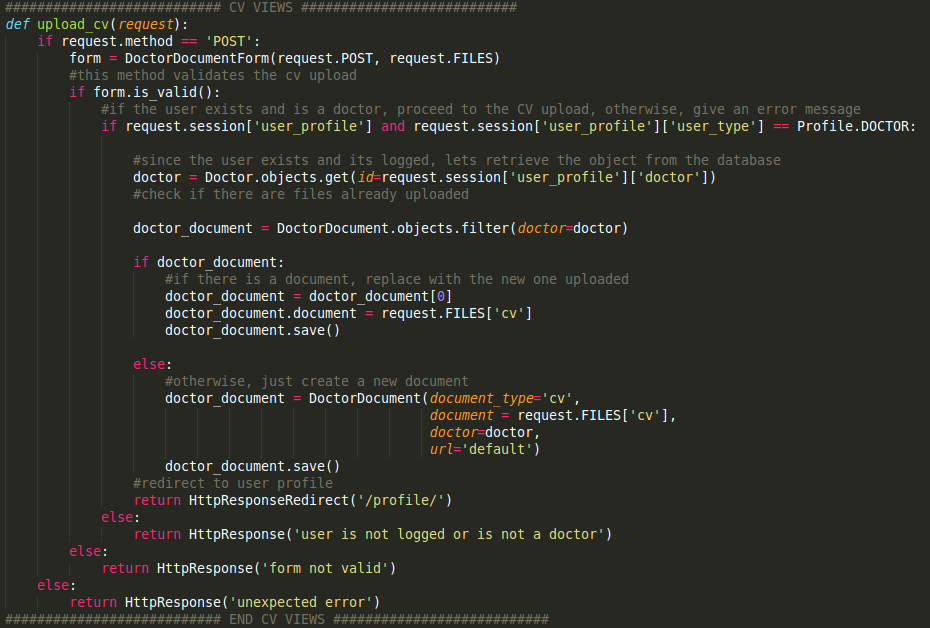 ########################### CV VIEWS ###########################
def upload_cv(request):
    if request.method == 'POST':
        form = DoctorDocumentForm(request.POST, request.FILES)
        #this method validates the cv upload
        if form.is_valid():
            #if the user exists and is a doctor, proceed to the CV upload, otherwise, give an error message
            if request.session['user_profile'] and request.session['user_profile']['user_type'] == Profile.DOCTOR:
                #since the user exists and its logged, lets retrieve the object from the database
                doctor = Doctor.objects.get(id=request.session['user_profile']['doctor'])
                #check if there are files already uploaded
                doctor_document = DoctorDocument.objects.filter(doctor=doctor)
                if doctor_document:
                    #if there is a document, replace with the new one uploaded
                    doctor_document = doctor_document[0]
                    doctor_document.document = request.FILES['cv']
                    doctor_document.save()
                else:
                    #otherwise, just create a new document
                    doctor_document = DoctorDocument(document_type='cv',
                                                     document = request.FILES['cv'],
                                                     doctor=doctor,
                                                     url='default')
                    doctor_document.save()
                #redirect to user profile
                return HttpResponseRedirect('/profile/')
            else:
                return HttpResponse('user is not logged or is not a doctor')
        else:
            return HttpResponse('form not valid')
    else:
        return HttpResponse('unexpected error')
########################### END CV VIEWS ###########################